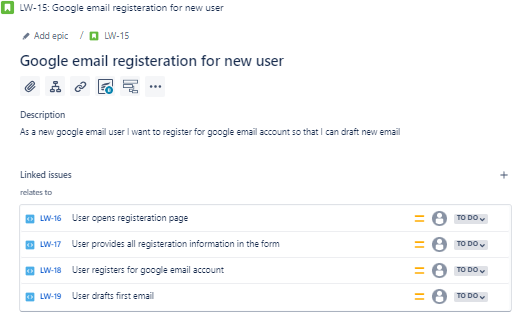 LW-15: Google email registeration for new user
Add epic / LW-15
Google email registeration for new user
Description
As a new google email user I want to register for google email account so that I can draft new email
Linked issues
relates to
LW-16 User opens registeration page TO DO
LW-17 User provides all registeration information in the form TO DO
LW-18 User registers for google email account TO DO
LW-19 User drafts first email TO DO